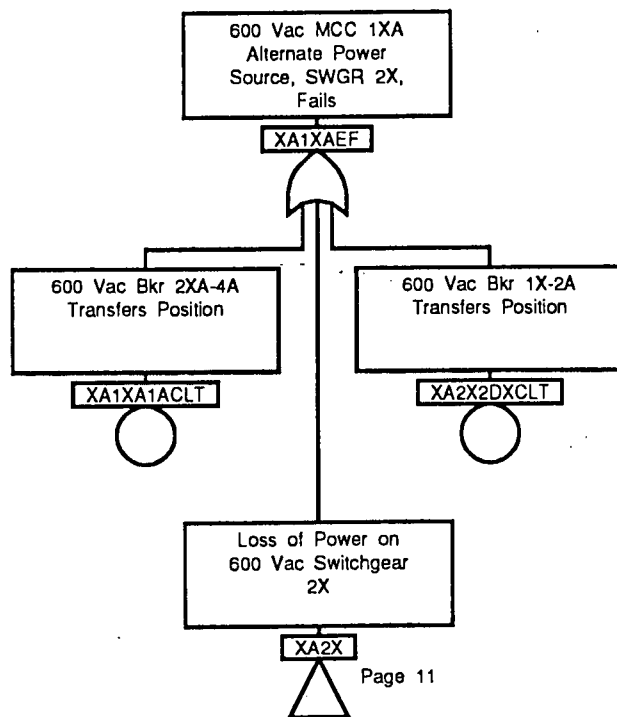 600 Vac MCC 1XA
Alternate Power
Source, SWGR 2X,
Fails
XA1XAEF
600 Vac Bkr 2XA-4A
Transfers Position
XA1XA1ACLT
600 Vac Bkr 1X-2A
Transfers Position
XA2X2DXCLT
Loss of Power on
600 Vac Switchgear
2X
XA2X
Page 11